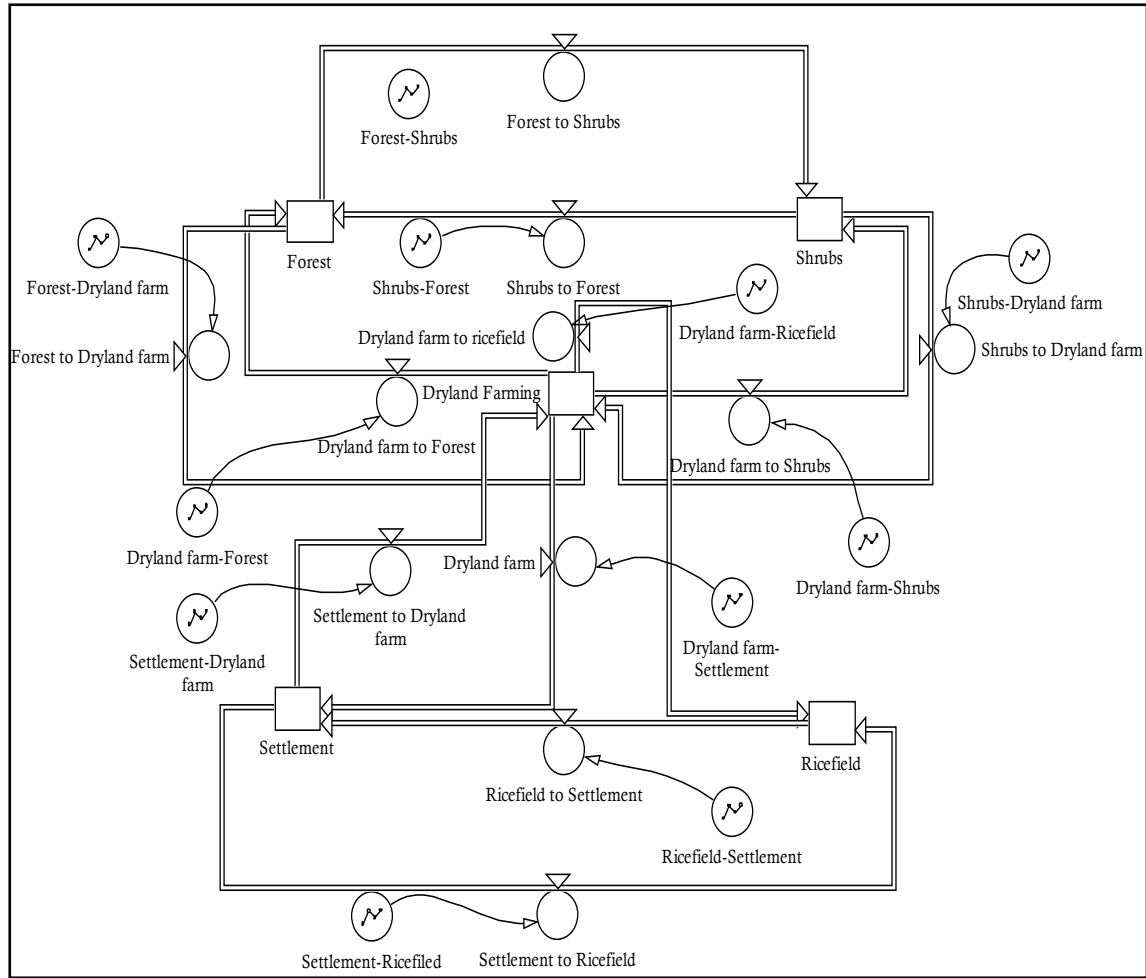 Forest to Shrubs
Forest-Shrubs
Forest
Shrubs
Forest-Dryland farm
Shrubs-Forest
Shrubs to Forest
Shrubs-Dryland farm
Dryland farm to ricefield
Dryland farm-Ricefield
Forest to Dryland farm
Shrubs to Dryland farm
Dryland Farming
Dryland farm to Forest
Dryland farm to Shrubs
Dryland farm-Forest
Dryland farm
Dryland farm-Shrubs
Settlement to Dryland
farm
Settlement-Dryland
farm
Dryland farm-
Settlement
Settlement
Ricefield
Ricefield to Settlement
Ricefield-Settlement
Settlement-Ricefiled
Settlement to Ricefield